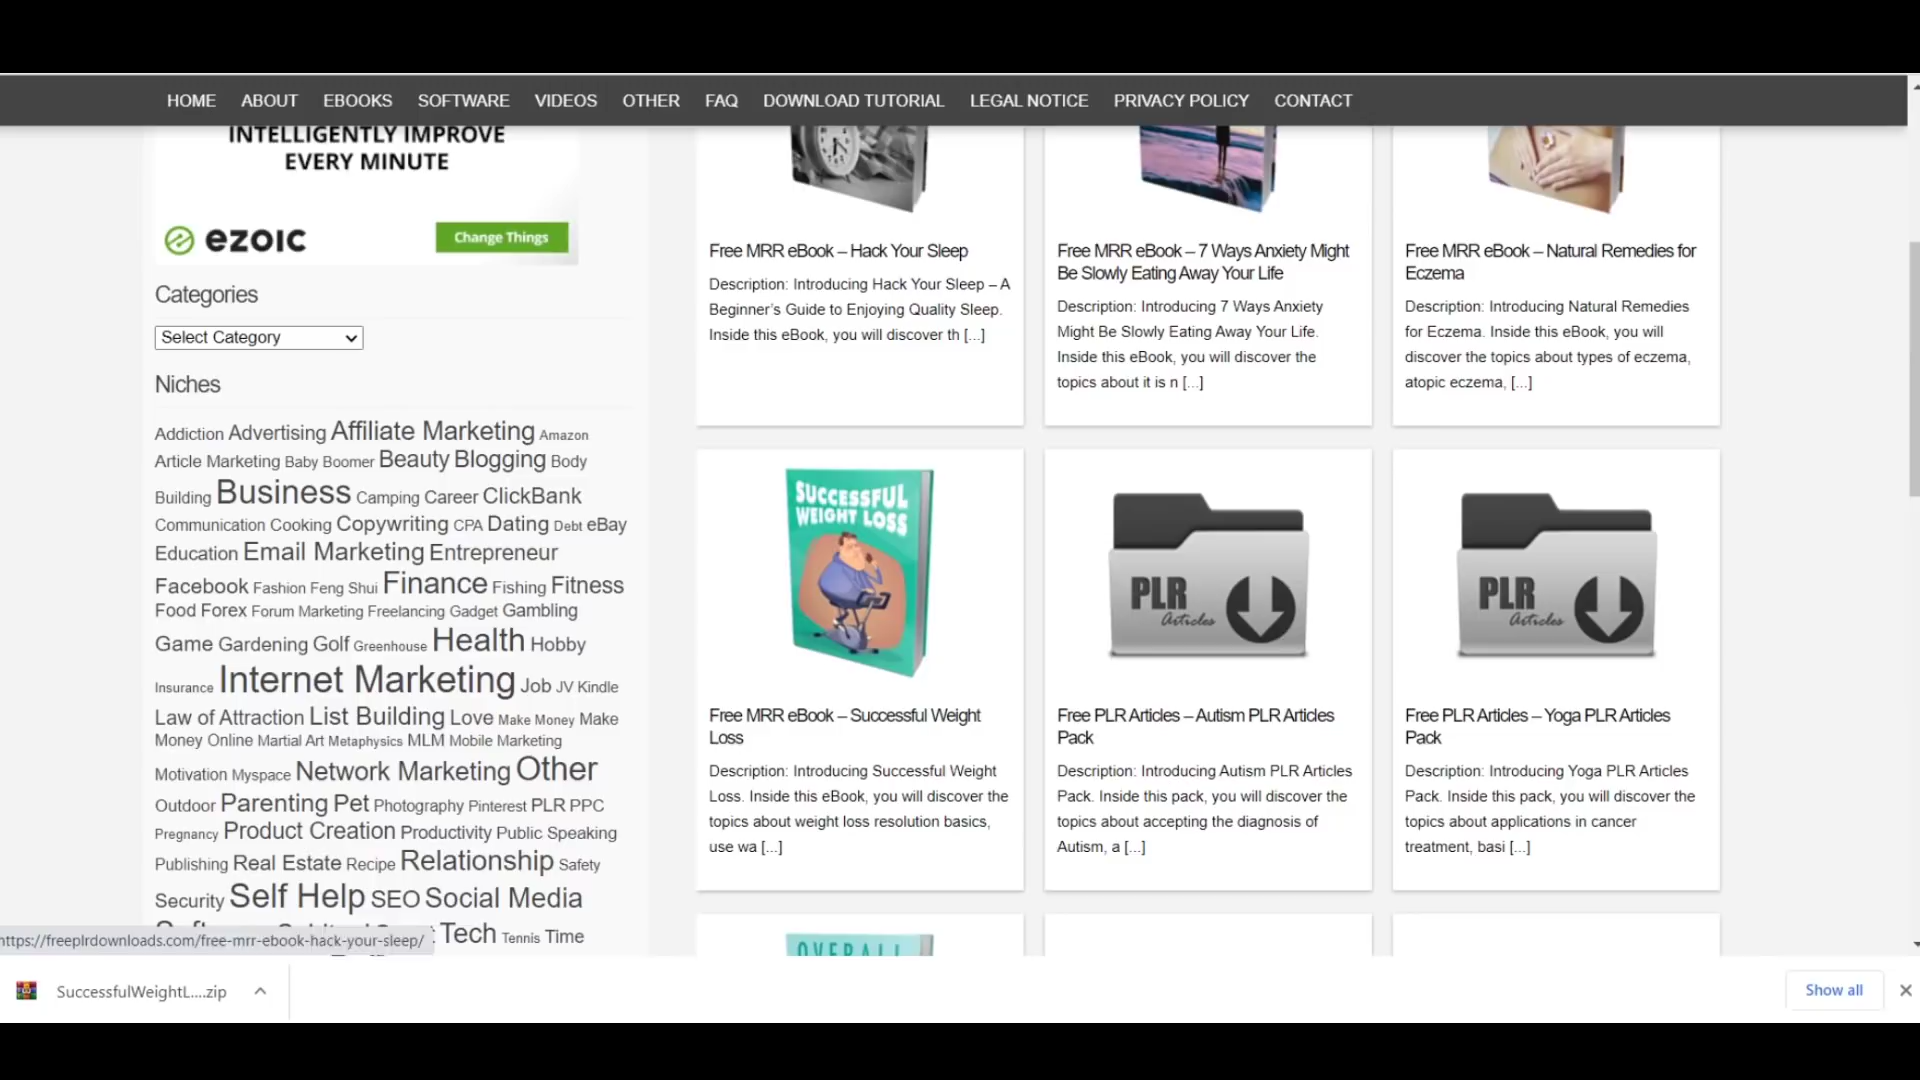 HOME ABOUT EBOOKS SOFTWARE VIDEOS OTHER FAQ DOWNLOAD TUTORIAL LEGAL NOTICE PRIVACY POLICY CONTACT
INTELLIGENTLY IMPROVE
EVERY MINUTE
ezoic
Change Things
Categories
Select Category
Niches
Addiction Advertising Affiliate Marketing Amazon
Article Marketing Baby Boomer Beauty Blogging Body
Building Business Camping Career ClickBank
Communication Cooking Copywriting CPA Dating Debt eBay
Education Email Marketing Entrepreneur
Facebook Fashion Feng Shui Finance Fishing Fitness
Food Forex Forum Marketing Freelancing Gadget Gambling
Game Gardening Golf Greenhouse Health Hobby
Insurance Internet Marketing Job JV Kindle
Law of Attraction List Building Love Make Money Make
Money Online Martial Art Metaphysics MLM Mobile Marketing
Motivation Myspace Network Marketing Other
Outdoor Parenting Pet Photography Pinterest PLR PPC
Pregnancy Product Creation Productivity Public Speaking
Publishing Real Estate Recipe Relationship Safety
Security Self Help SEO Social Media
Tech Tennis Time
Free MRR eBook – Hack Your Sleep
Description: Introducing Hack Your Sleep – A
Beginner's Guide to Enjoying Quality Sleep.
Inside this eBook, you will discover th [...]
Free MRR eBook – 7 Ways Anxiety Might
Be Slowly Eating Away Your Life
Description: Introducing 7 Ways Anxiety
Might Be Slowly Eating Away Your Life.
Inside this eBook, you will discover the
topics about it is n [...]
Free MRR eBook – Natural Remedies for
Eczema
Description: Introducing Natural Remedies
for Eczema. Inside this eBook, you will
discover the topics about types of eczema,
atopic eczema, [...]
SUCCESSFUL
WEIGHT LOSS
Free MRR eBook – Successful Weight
Loss
Description: Introducing Successful Weight
Loss. Inside this eBook, you will discover the
topics about weight loss resolution basics,
use wa [...]
PLR
Articles
Free PLR Articles – Autism PLR Articles
Pack
Description: Introducing Autism PLR Articles
Pack. Inside this pack, you will discover the
topics about accepting the diagnosis of
Autism, a [...]
PLR
Articles
Free PLR Articles – Yoga PLR Articles
Pack
Description: Introducing Yoga PLR Articles
Pack. Inside this pack, you will discover the
topics about applications in cancer
treatment, basi [...]
OVERALL
https://freeplrdownloads.com/free-mrr-ebook-hack-your-sleep/
SuccessfulWeightL....zip
Show all